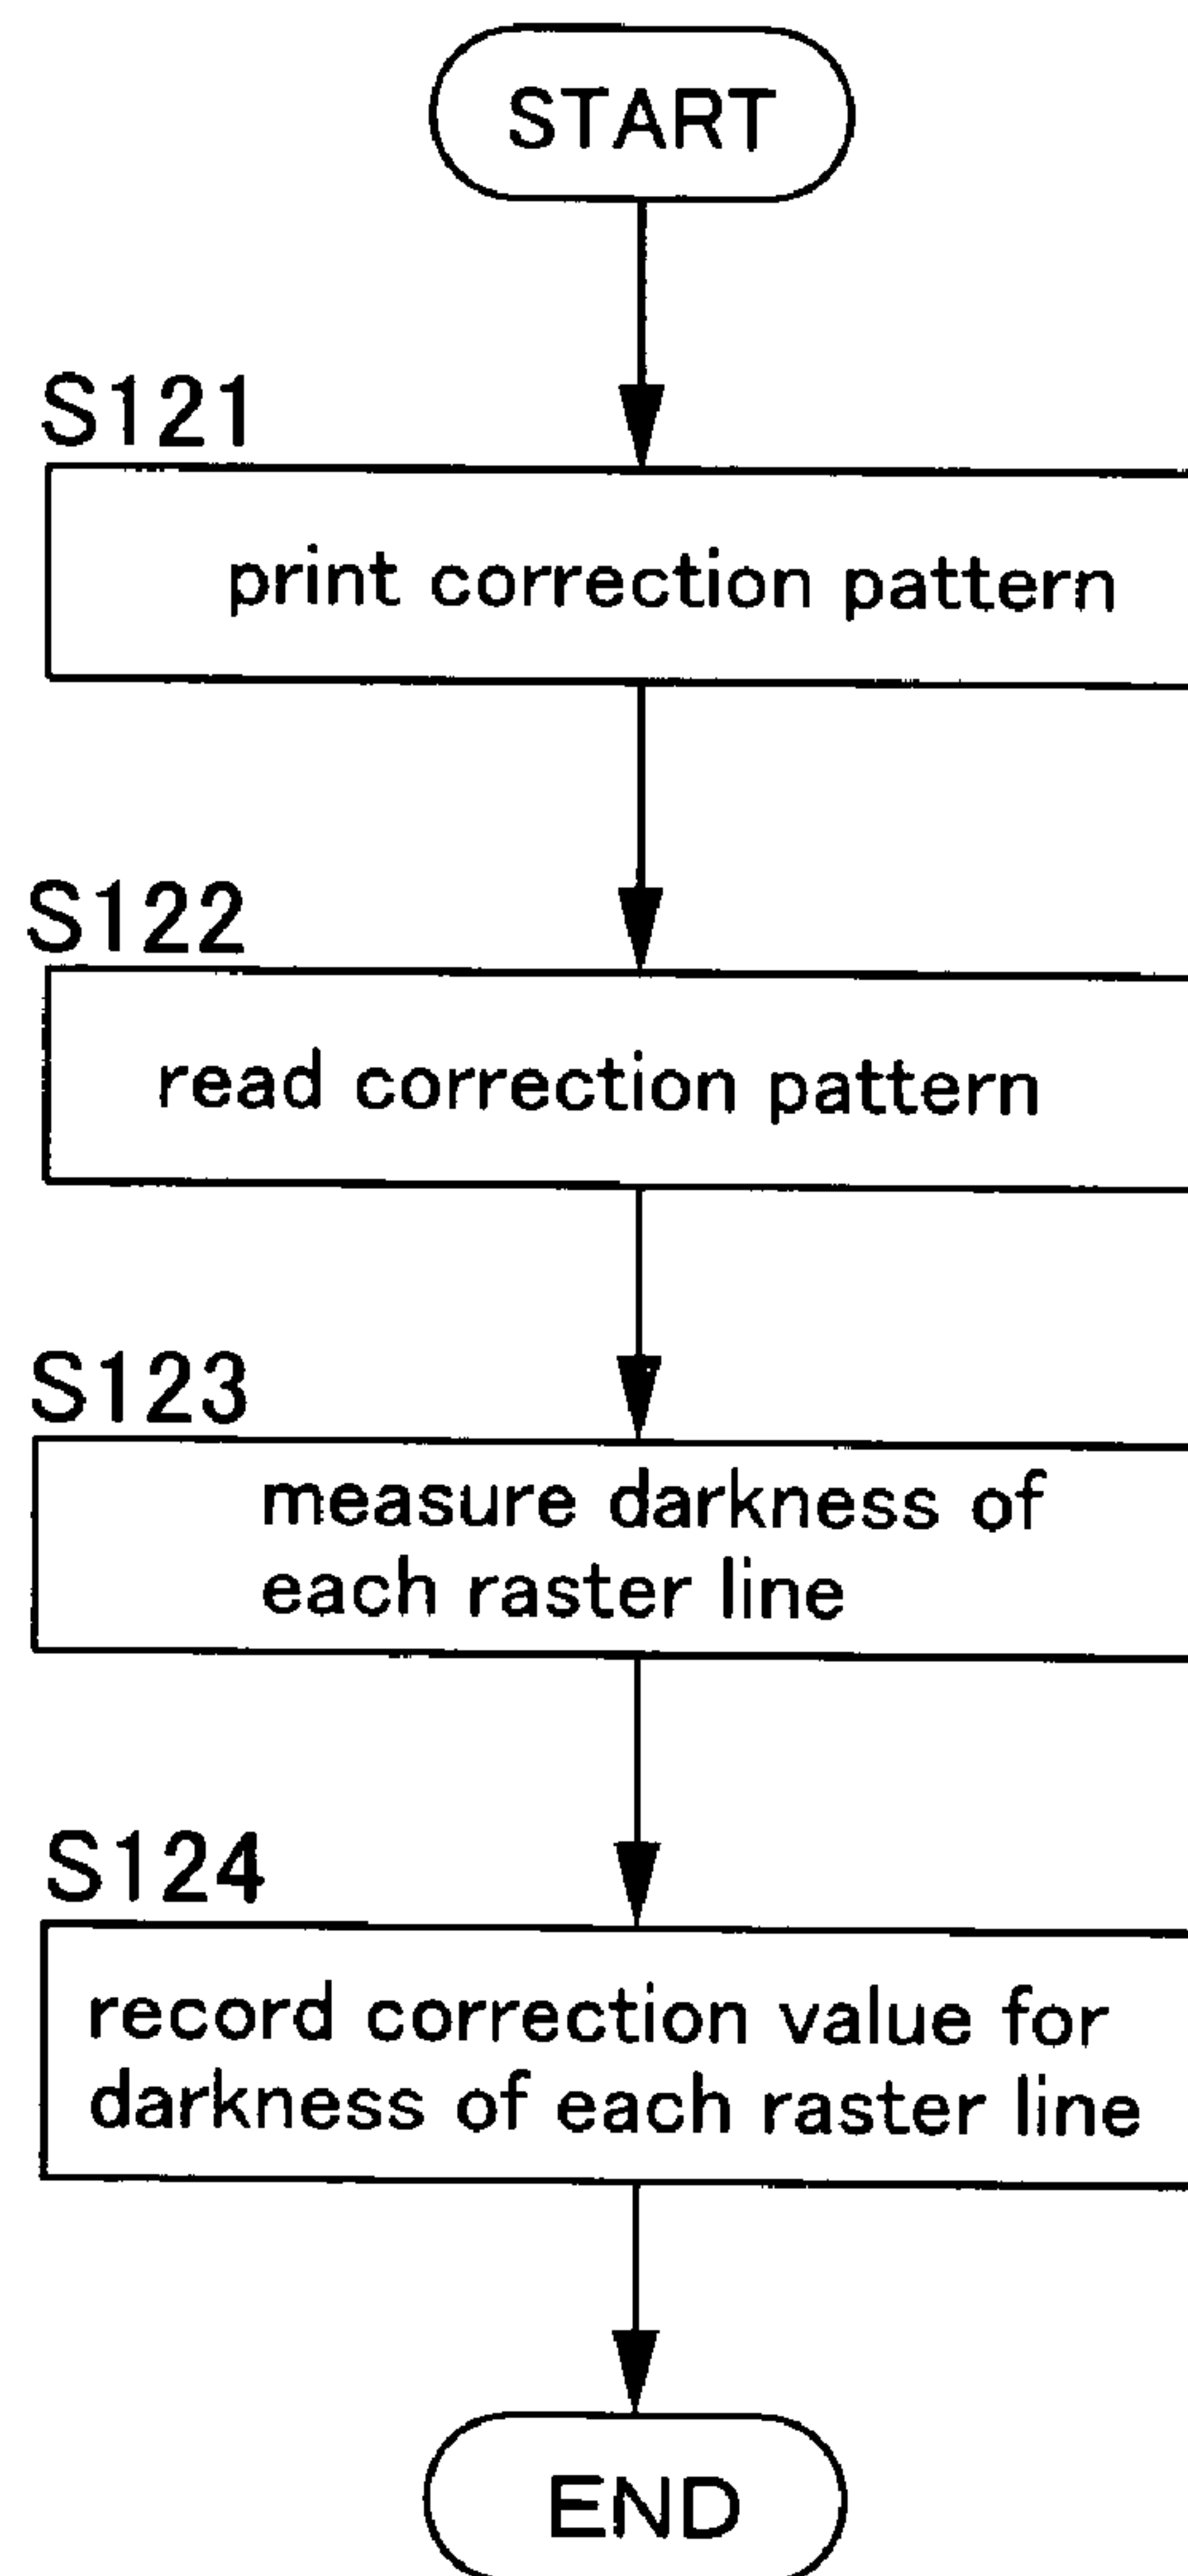 START
S121
print correction pattern
S122
read correction pattern
S123
measure darkness of
each raster line
S124
record correction value for
darkness of each raster line
END